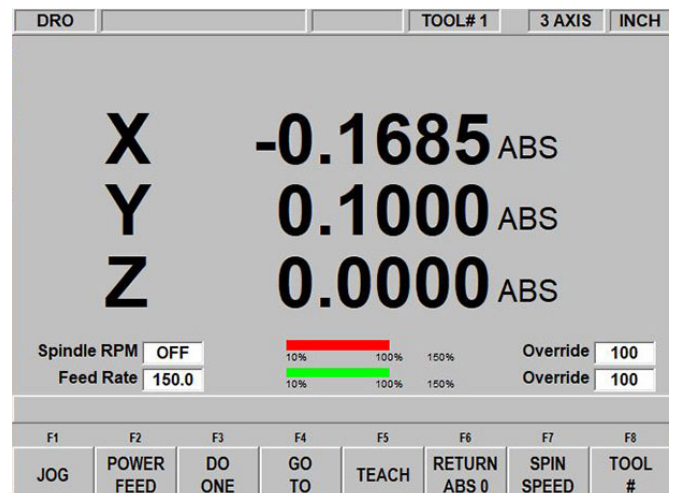 DRO TOOL# 1 3 AXIS INCH
X -0.1685 ABS
Y 0.1000 ABS
Z 0.0000 ABS
Spindle RPM OFF 10% 100% 150% Override 100
Feed Rate 150.0 10% 100% 150% Override 100
F1 F2 F3 F4 F5 F6 F7 F8
JOG POWER FEED DO ONE GO TO TEACH RETURN ABS 0 SPIN SPEED TOOL #